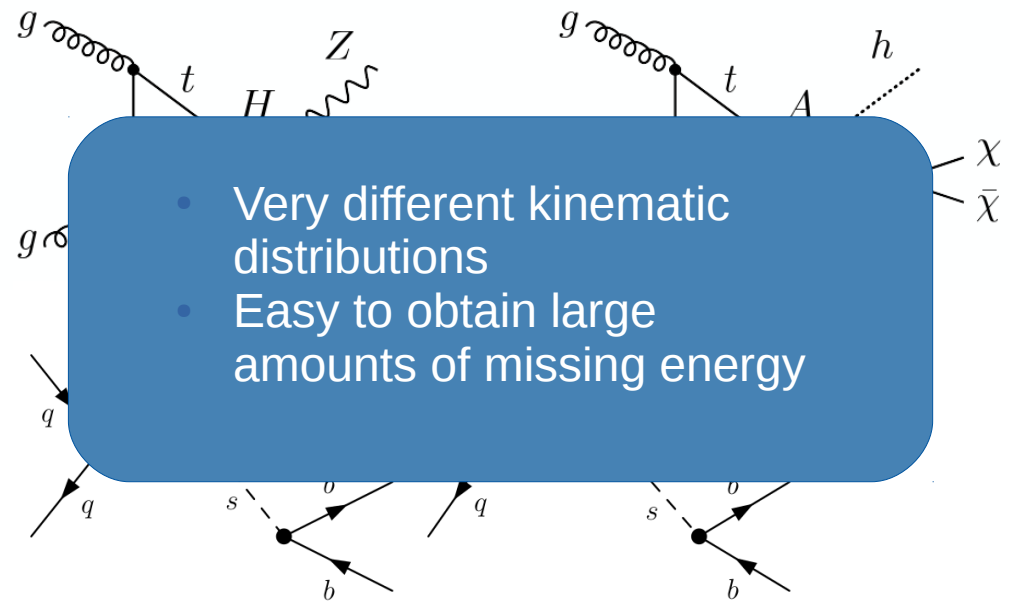 g Z g h
t t
H A
χ
• Very different kinematic
distributions
χ̄
g
• Easy to obtain large
amounts of missing energy
q
s b q s b
q
b b